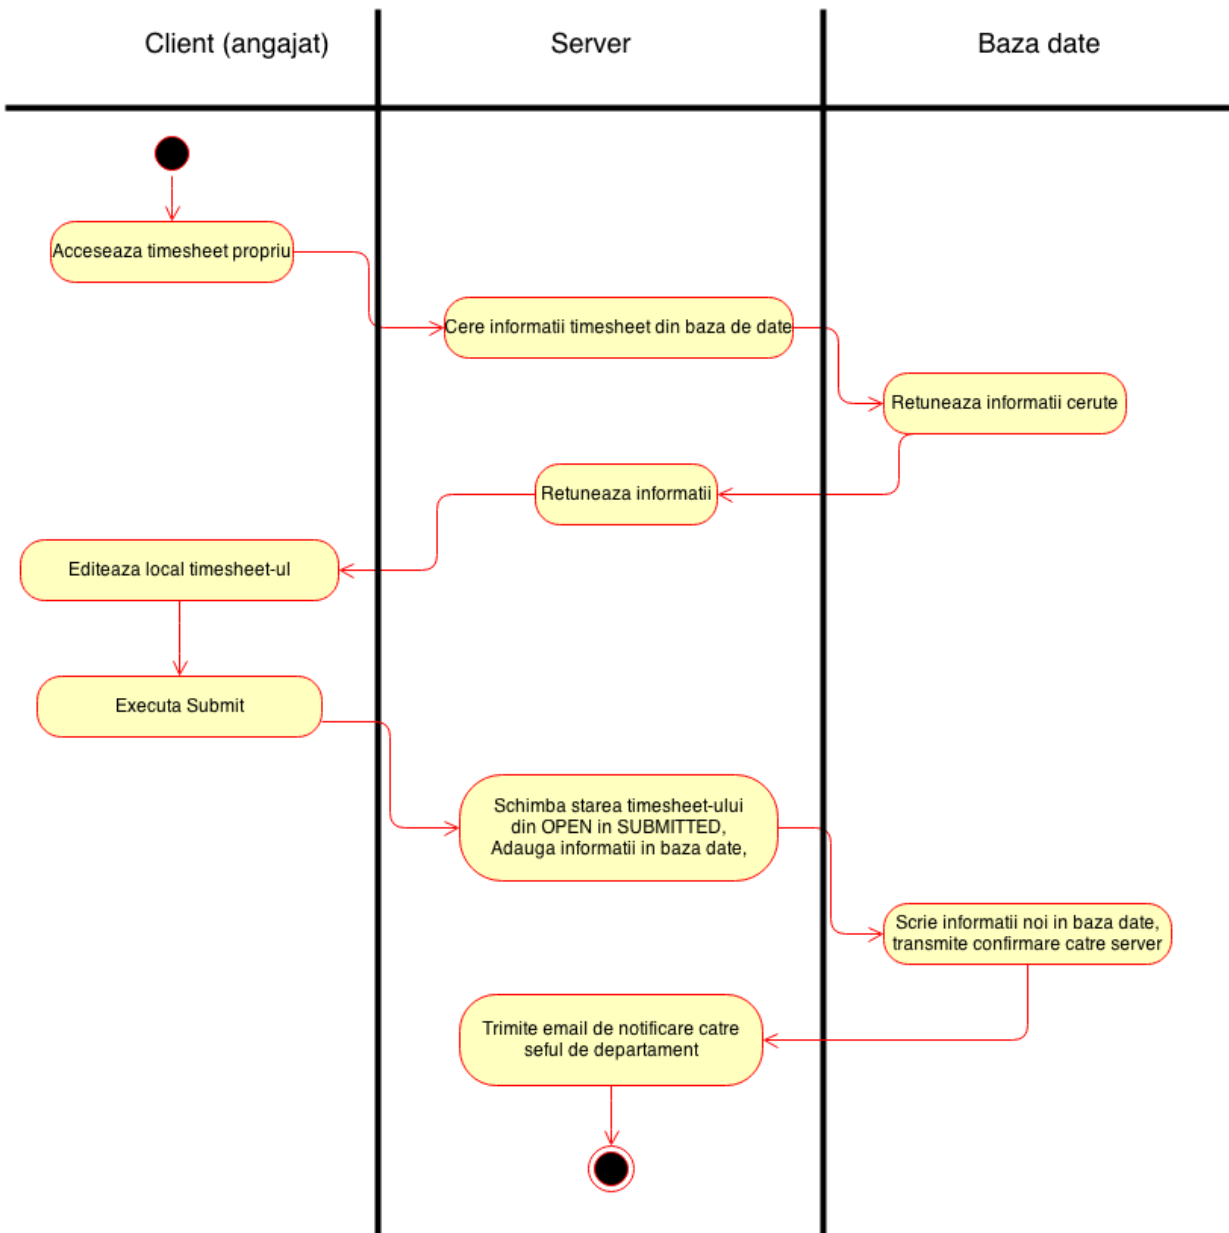 Client (angajat)
Server
Baza date
Acceseaza timesheet propriu
Cere informatii timesheet din baza de date
Retuneaza informatii cerute
Retuneaza informatii
Editeaza local timesheet-ul
Executa Submit
Schimba starea timesheet-ului
din OPEN in SUBMITTED,
Adauga informatii in baza date,
Scrie informatii noi in baza date,
transmite confirmare catre server
Trimite email de notificare catre
seful de departament